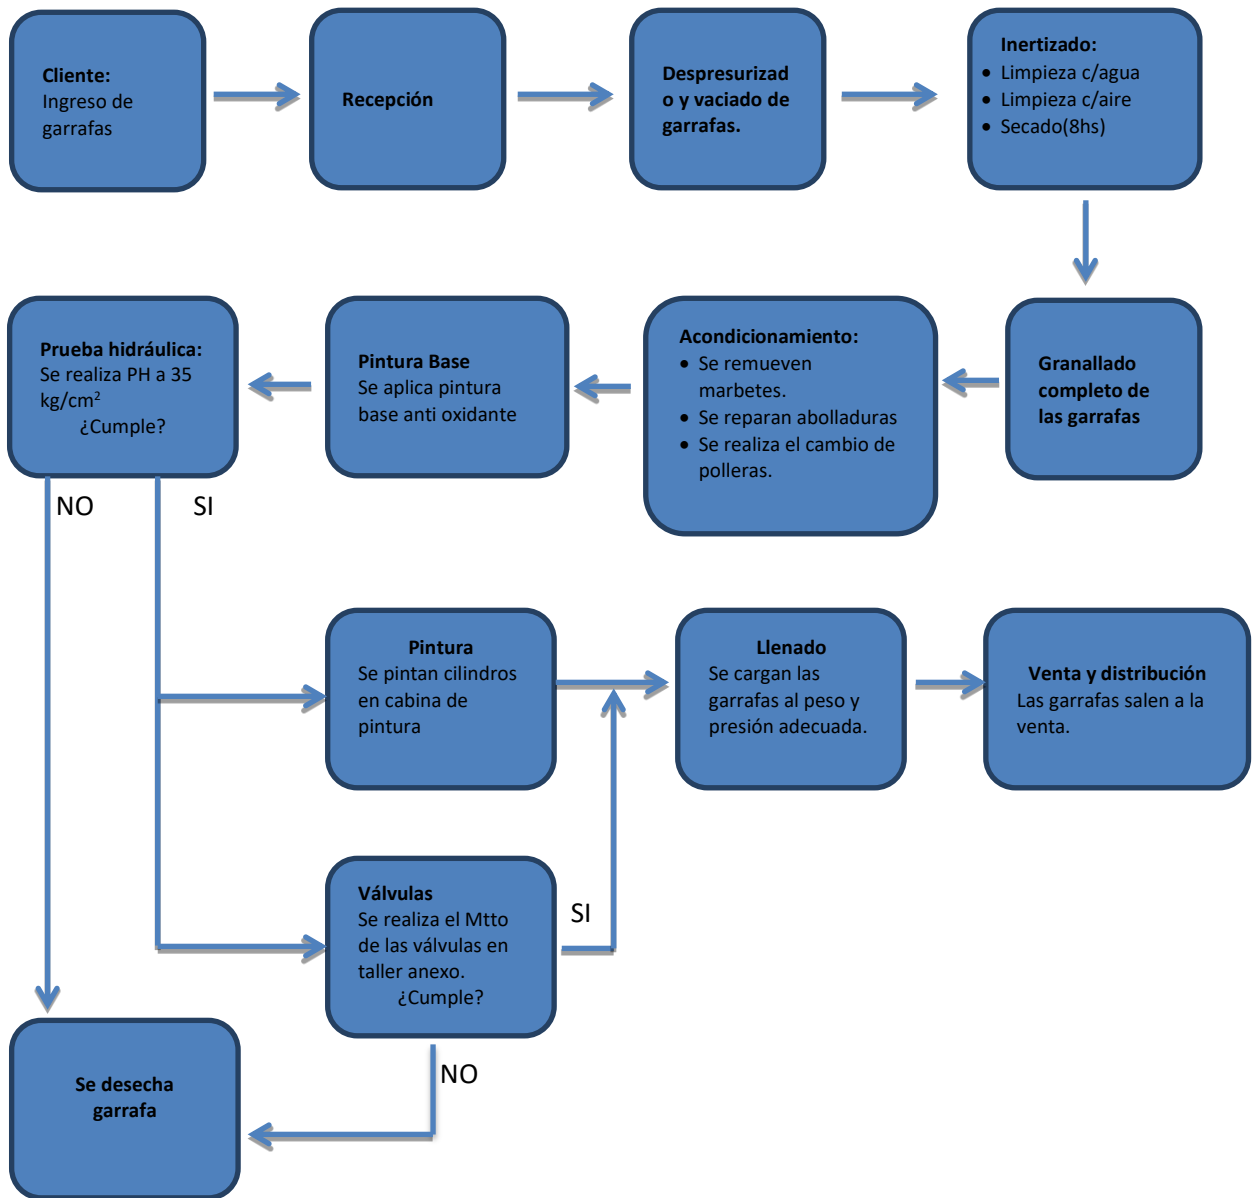 Cliente:
Ingreso de
garrafas
Recepción
Despresurizad
o y vaciado de
garrafas.
Inertizado:
• Limpieza c/agua
• Limpieza c/aire
• Secado(8hs)
Prueba hidráulica:
Se realiza PH a 35
kg/cm²
¿Cumple?
Pintura Base
Se aplica pintura
base anti oxidante
Acondicionamiento:
• Se remueven
marbetes.
• Se reparan abolladuras
• Se realiza el cambio de
polleras.
Granallado
completo de
las garrafas
NO
SI
Pintura
Se pintan cilindros
en cabina de
pintura
Llenado
Se cargan las
garrafas al peso y
presión adecuada.
Venta y distribución
Las garrafas salen a la
venta.
Válvulas
Se realiza el Mtto
de las válvulas en
taller anexo.
¿Cumple?
SI
NO
Se desecha
garrafa